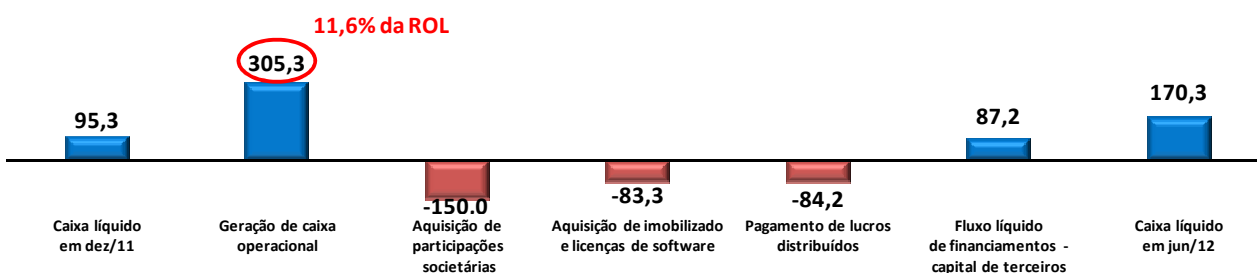 11,6% da ROL
305,3
95,3
-150.0
-83,3
-84,2
87,2
170,3
Caixa líquido
em dez/11
Geração de caixa
operacional
Aquisição de
participações
societárias
Aquisição de imobilizado
e licenças de software
Pagamento de lucros
distribuídos
Fluxo líquido
de financiamentos -
capital de terceiros
Caixa líquido
em jun/12